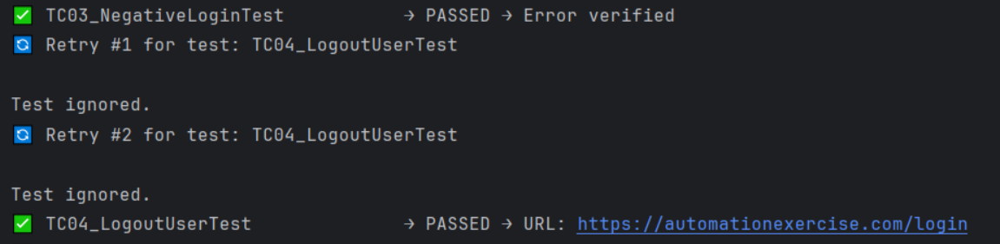 ✅ TC03_NegativeLoginTest → PASSED → Error verified
🔄 Retry #1 for test: TC04_LogoutUserTest
Test ignored.
🔄 Retry #2 for test: TC04_LogoutUserTest
Test ignored.
✅ TC04_LogoutUserTest → PASSED → URL: https://automationexercise.com/login